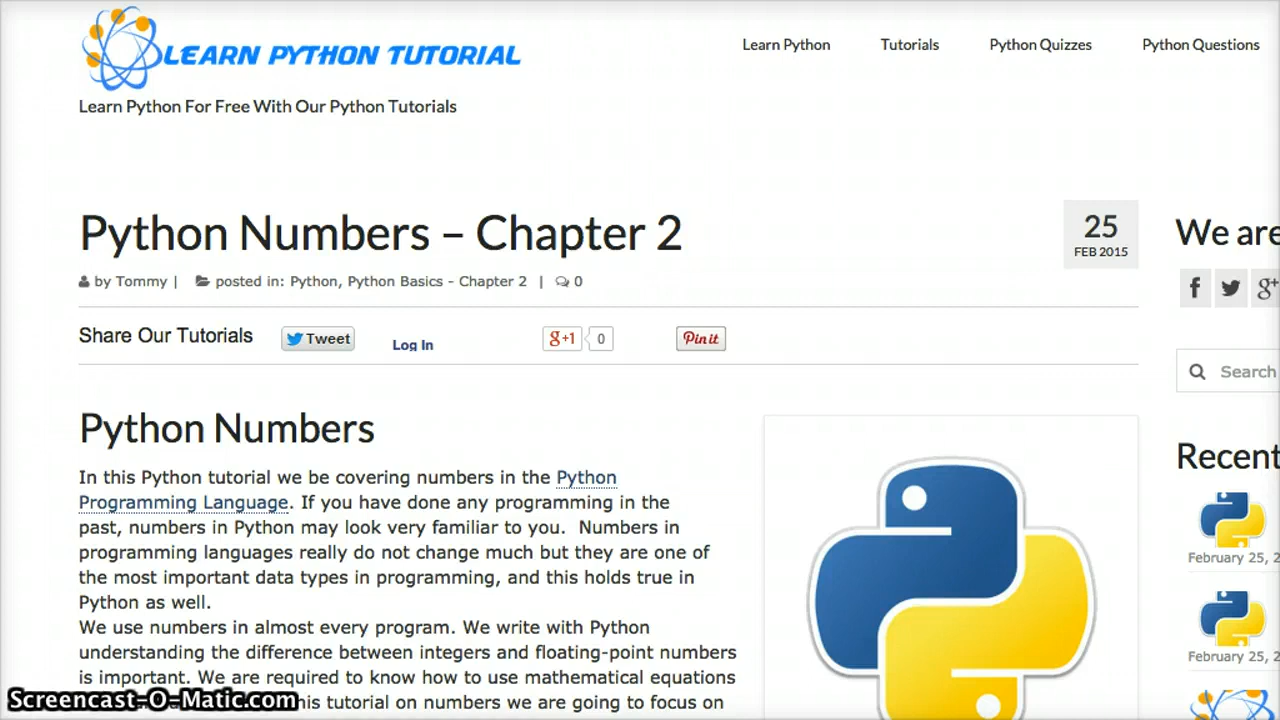 LEARN PYTHON TUTORIAL
Learn Python
Tutorials
Python Quizzes
Python Questions
Learn Python For Free With Our Python Tutorials
Python Numbers – Chapter 2
25
FEB 2015
by Tommy | posted in: Python, Python Basics - Chapter 2 | 0
Share Our Tutorials
Tweet
Log In
g+1
0
Pin it
Python Numbers
In this Python tutorial we be covering numbers in the Python
Programming Language. If you have done any programming in the
past, numbers in Python may look very familiar to you. Numbers in
programming languages really do not change much but they are one of
the most important data types in programming, and this holds true in
Python as well.
We use numbers in almost every program. We write with Python
understanding the difference between integers and floating-point numbers
is important. We are required to know how to use mathematical equations
this tutorial on numbers we are going to focus on
We are
f
g+
Search
Recent
February 25, 2
February 25, 2
Screencast-O-Matic.com